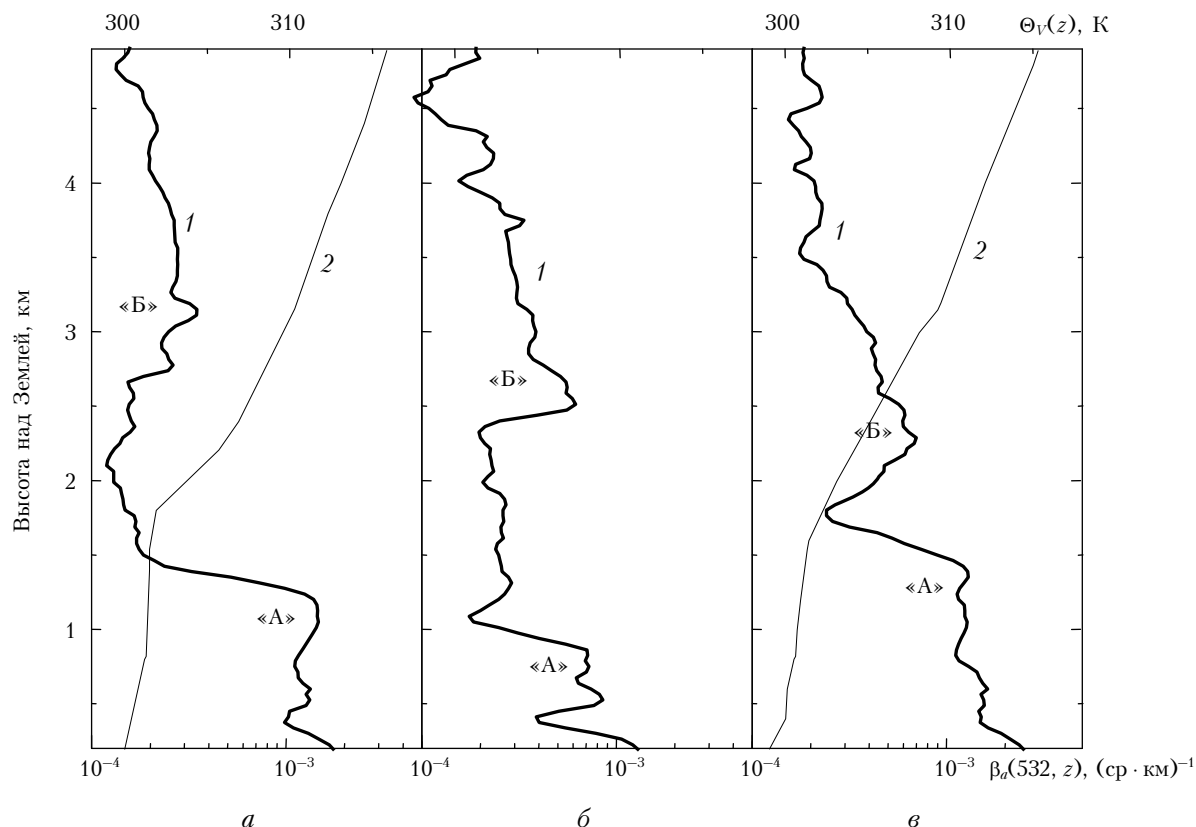 300 310 300 310 Θ_V(z), К
Высота над Землей, км
4
3
2
1
1
2
«Б»
«А»
1
«Б»
«А»
1
2
«Б»
«А»
10⁻⁴ 10⁻³ 10⁻⁴ 10⁻³ 10⁻⁴ 10⁻³ β_a(532, z), (ср · км)⁻¹
а б в